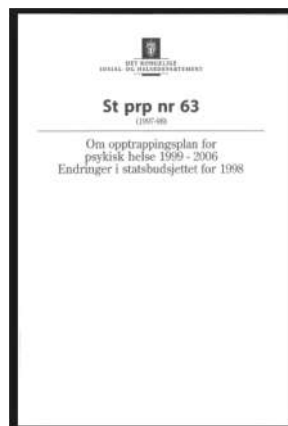 DET KONGELIGE
SOSIAL- OG HELSEDEPARTEMENT
St prp nr 63
(1997-98)
Om opptrappingsplan for
psykisk helse 1999 - 2006
Endringer i statsbudsjettet for 1998